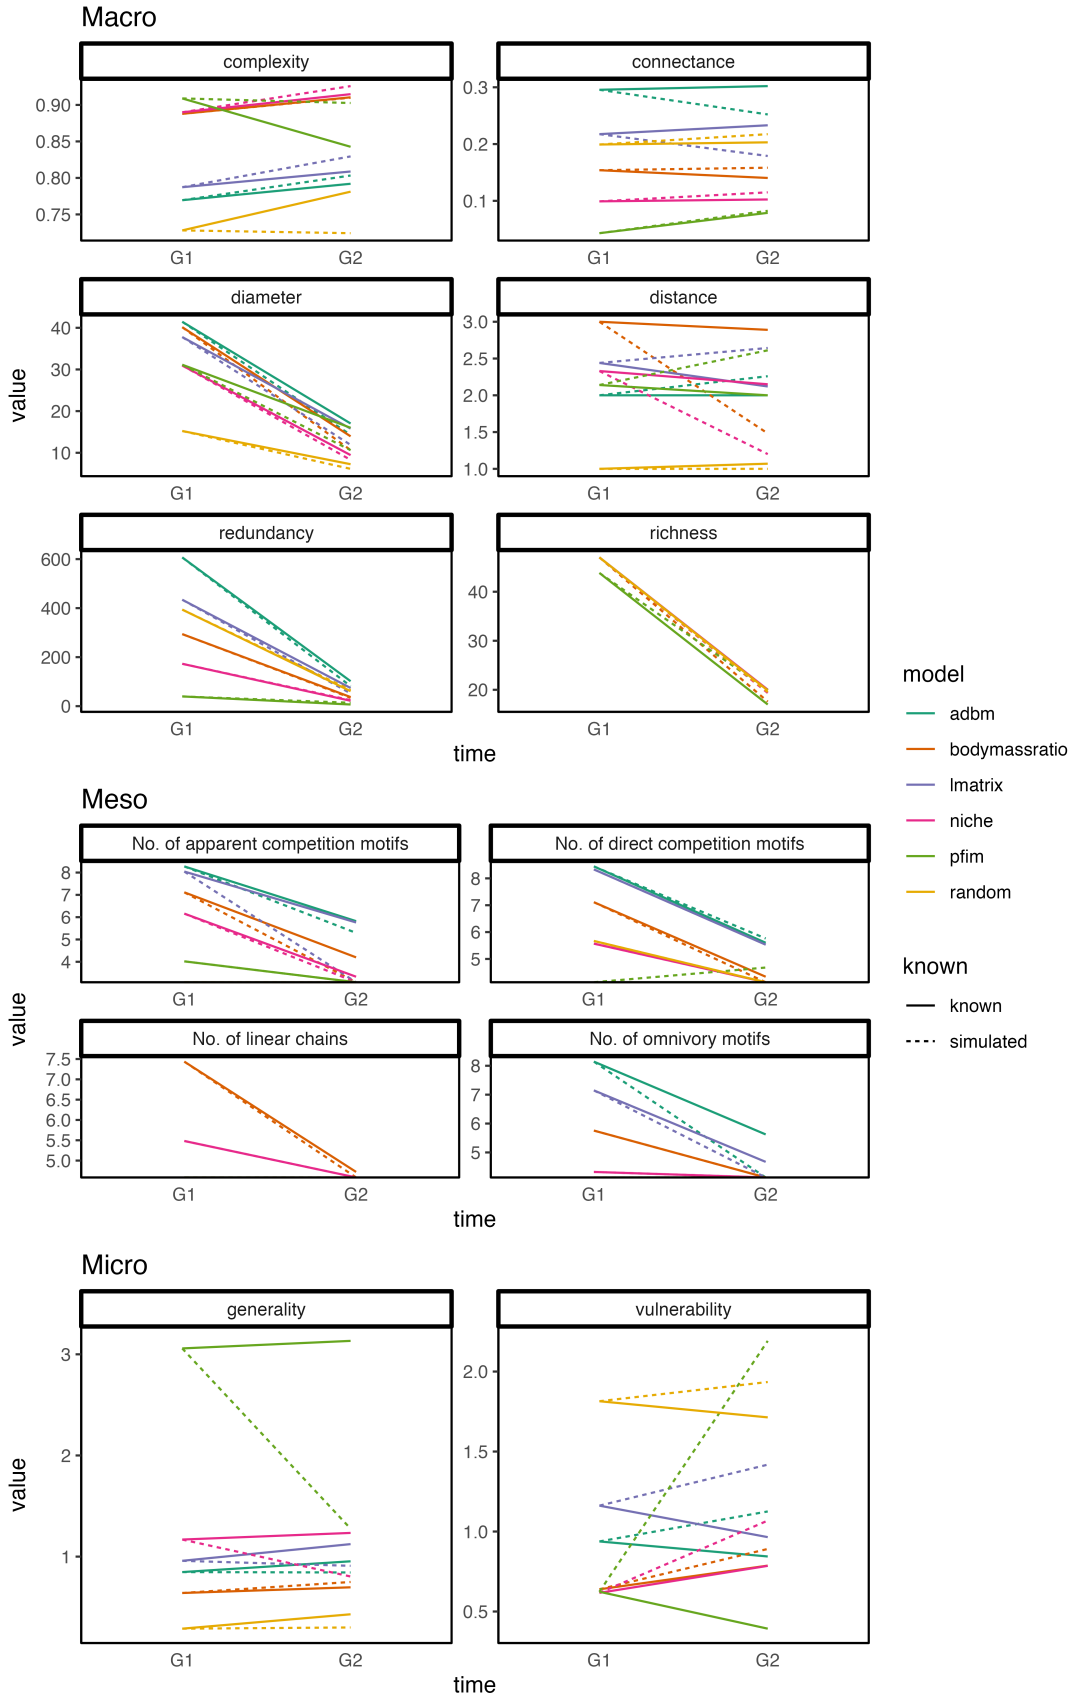 Macro
complexity
connectance
0.90
0.85
0.80
0.75
0.3
0.2
0.1
G1
G2
G1
G2
diameter
distance
40
30
20
10
3.0
2.5
2.0
1.5
1.0
G1
G2
G1
G2
value
redundancy
richness
600
400
200
0
40
30
20
G1
G2
G1
G2
time
Meso
No. of apparent competition motifs
No. of direct competition motifs
8
7
6
5
4
8
7
6
5
G1
G2
G1
G2
value
No. of linear chains
No. of omnivory motifs
7.5
7.0
6.5
6.0
5.5
5.0
8
7
6
5
G1
G2
G1
G2
time
Micro
generality
vulnerability
3
2
1
2.0
1.5
1.0
0.5
value
G1
G2
G1
G2
time
model
adbm
bodymassratio
lmatrix
niche
pfim
random
known
known
simulated